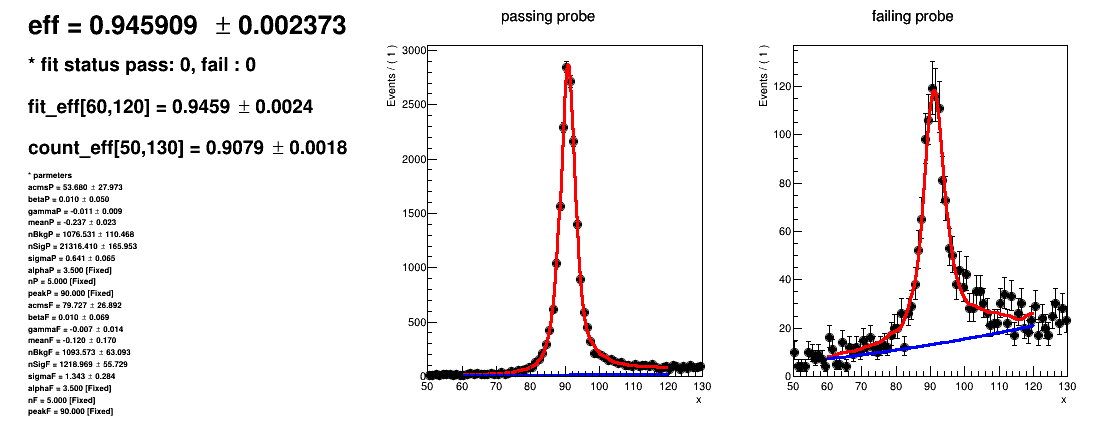 eff = 0.945909 ± 0.002373
* fit status pass: 0, fail : 0
fit_eff[60,120] = 0.9459 ± 0.0024
count_eff[50,130] = 0.9079 ± 0.0018
* parmeters
acmsP = 53.680 ± 27.973
betaP = 0.010 ± 0.050
gammaP = -0.011 ± 0.009
meanP = -0.237 ± 0.023
nBkgP = 1076.531 ± 110.468
nSigP = 21316.410 ± 165.953
sigmaP = 0.641 ± 0.065
alphaP = 3.500 [Fixed]
nP = 5.000 [Fixed]
peakP = 90.000 [Fixed]
acmsF = 79.727 ± 26.892
betaF = 0.010 ± 0.069
gammaF = -0.007 ± 0.014
meanF = -0.120 ± 0.170
nBkgF = 1093.573 ± 63.093
nSigF = 1218.969 ± 55.729
sigmaF = 1.343 ± 0.284
alphaF = 3.500 [Fixed]
nF = 5.000 [Fixed]
peakF = 90.000 [Fixed]
passing probe
Events / ( 1 )
3000
2500
2000
1500
1000
500
0
50 60 70 80 90 100 110 120 130
x
failing probe
Events / ( 1 )
120
100
80
60
40
20
0
50 60 70 80 90 100 110 120 130
x